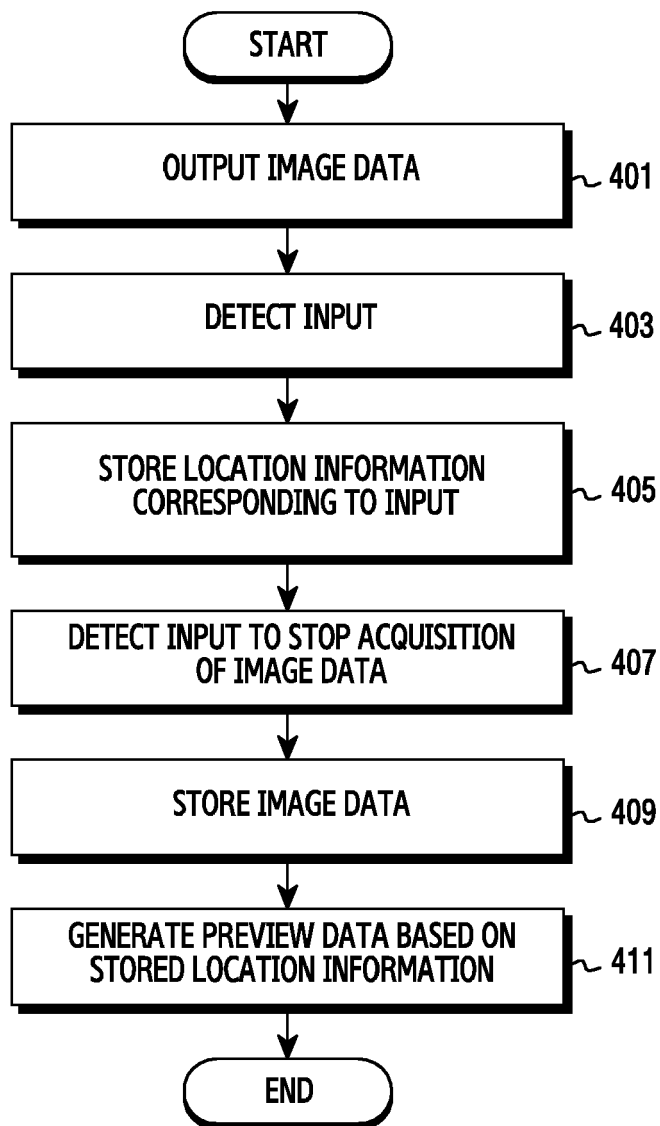 START
OUTPUT IMAGE DATA
401
DETECT INPUT
403
STORE LOCATION INFORMATION
CORRESPONDING TO INPUT
405
DETECT INPUT TO STOP ACQUISITION
OF IMAGE DATA
407
STORE IMAGE DATA
409
GENERATE PREVIEW DATA BASED ON
STORED LOCATION INFORMATION
411
END